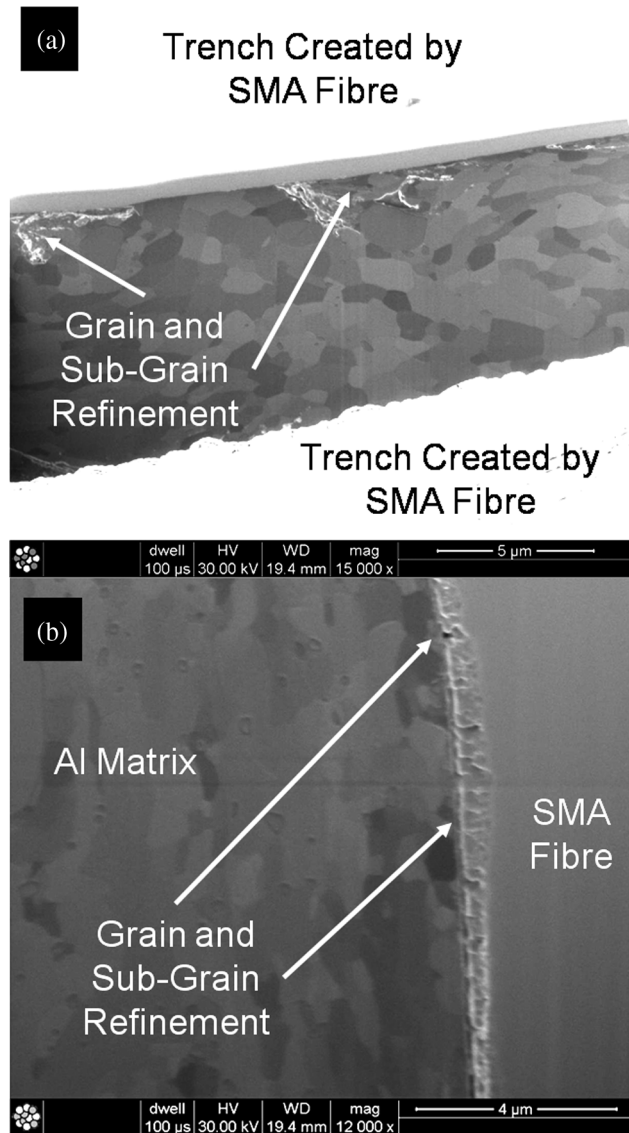 (a)
Trench Created by
SMA Fibre
Grain and
Sub-Grain
Refinement
Trench Created by
SMA Fibre
dwell HV WD mag 5 µm
100 µs 30.00 kV 19.4 mm 15 000 x
(b)
Al Matrix
SMA
Fibre
Grain and
Sub-Grain
Refinement
dwell HV WD mag 4 µm
100 µs 30.00 kV 19.4 mm 12 000 x